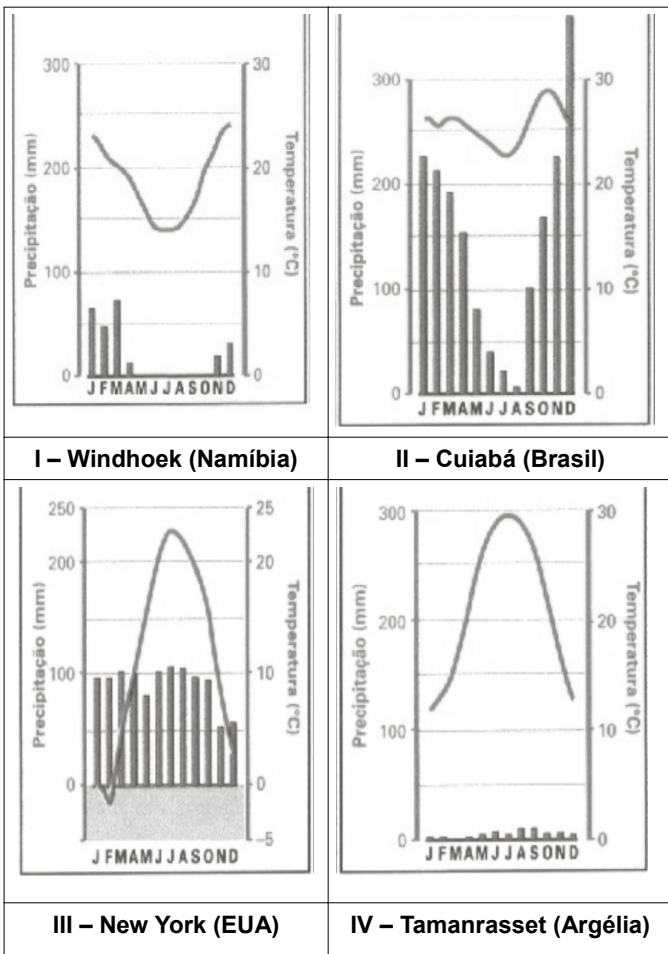 300
200
100
0
Precipitação (mm)
30
20
10
0
Temperatura (°C)
J F M A M J J A S O N D
I – Windhoek (Namíbia)
300
200
100
0
Precipitação (mm)
30
20
10
0
Temperatura (°C)
J F M A M J J A S O N D
II – Cuiabá (Brasil)
250
200
100
0
Precipitação (mm)
25
20
10
0
–5
Temperatura (°C)
J F M A M J J A S O N D
III – New York (EUA)
300
200
100
0
Precipitação (mm)
30
20
10
0
Temperatura (°C)
J F M A M J J A S O N D
IV – Tamanrasset (Argélia)